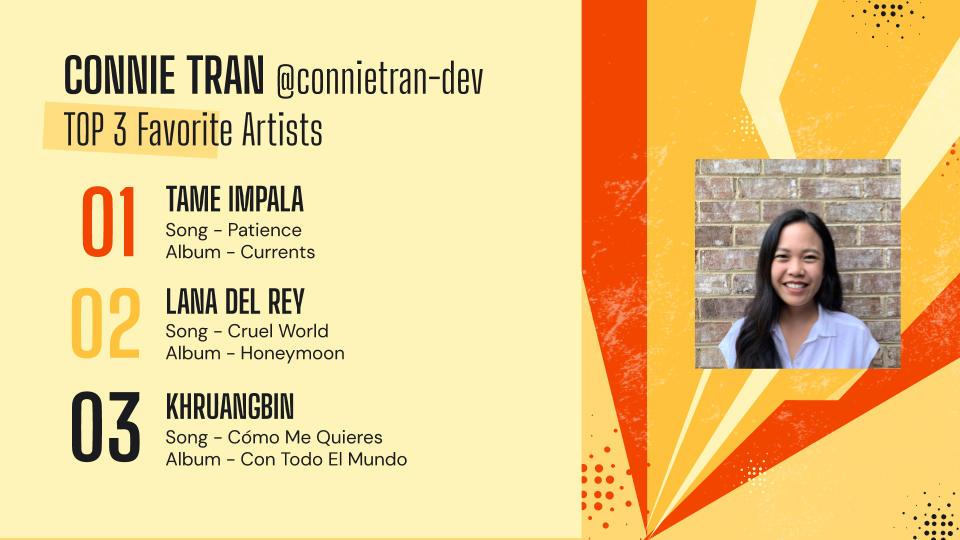 CONNIE TRAN @connietran-dev
TOP 3 Favorite Artists
01
TAME IMPALA
Song - Patience
Album - Currents
02
LANA DEL REY
Song - Cruel World
Album - Honeymoon
03
KHRUANGBIN
Song - Cómo Me Quieres
Album - Con Todo El Mundo